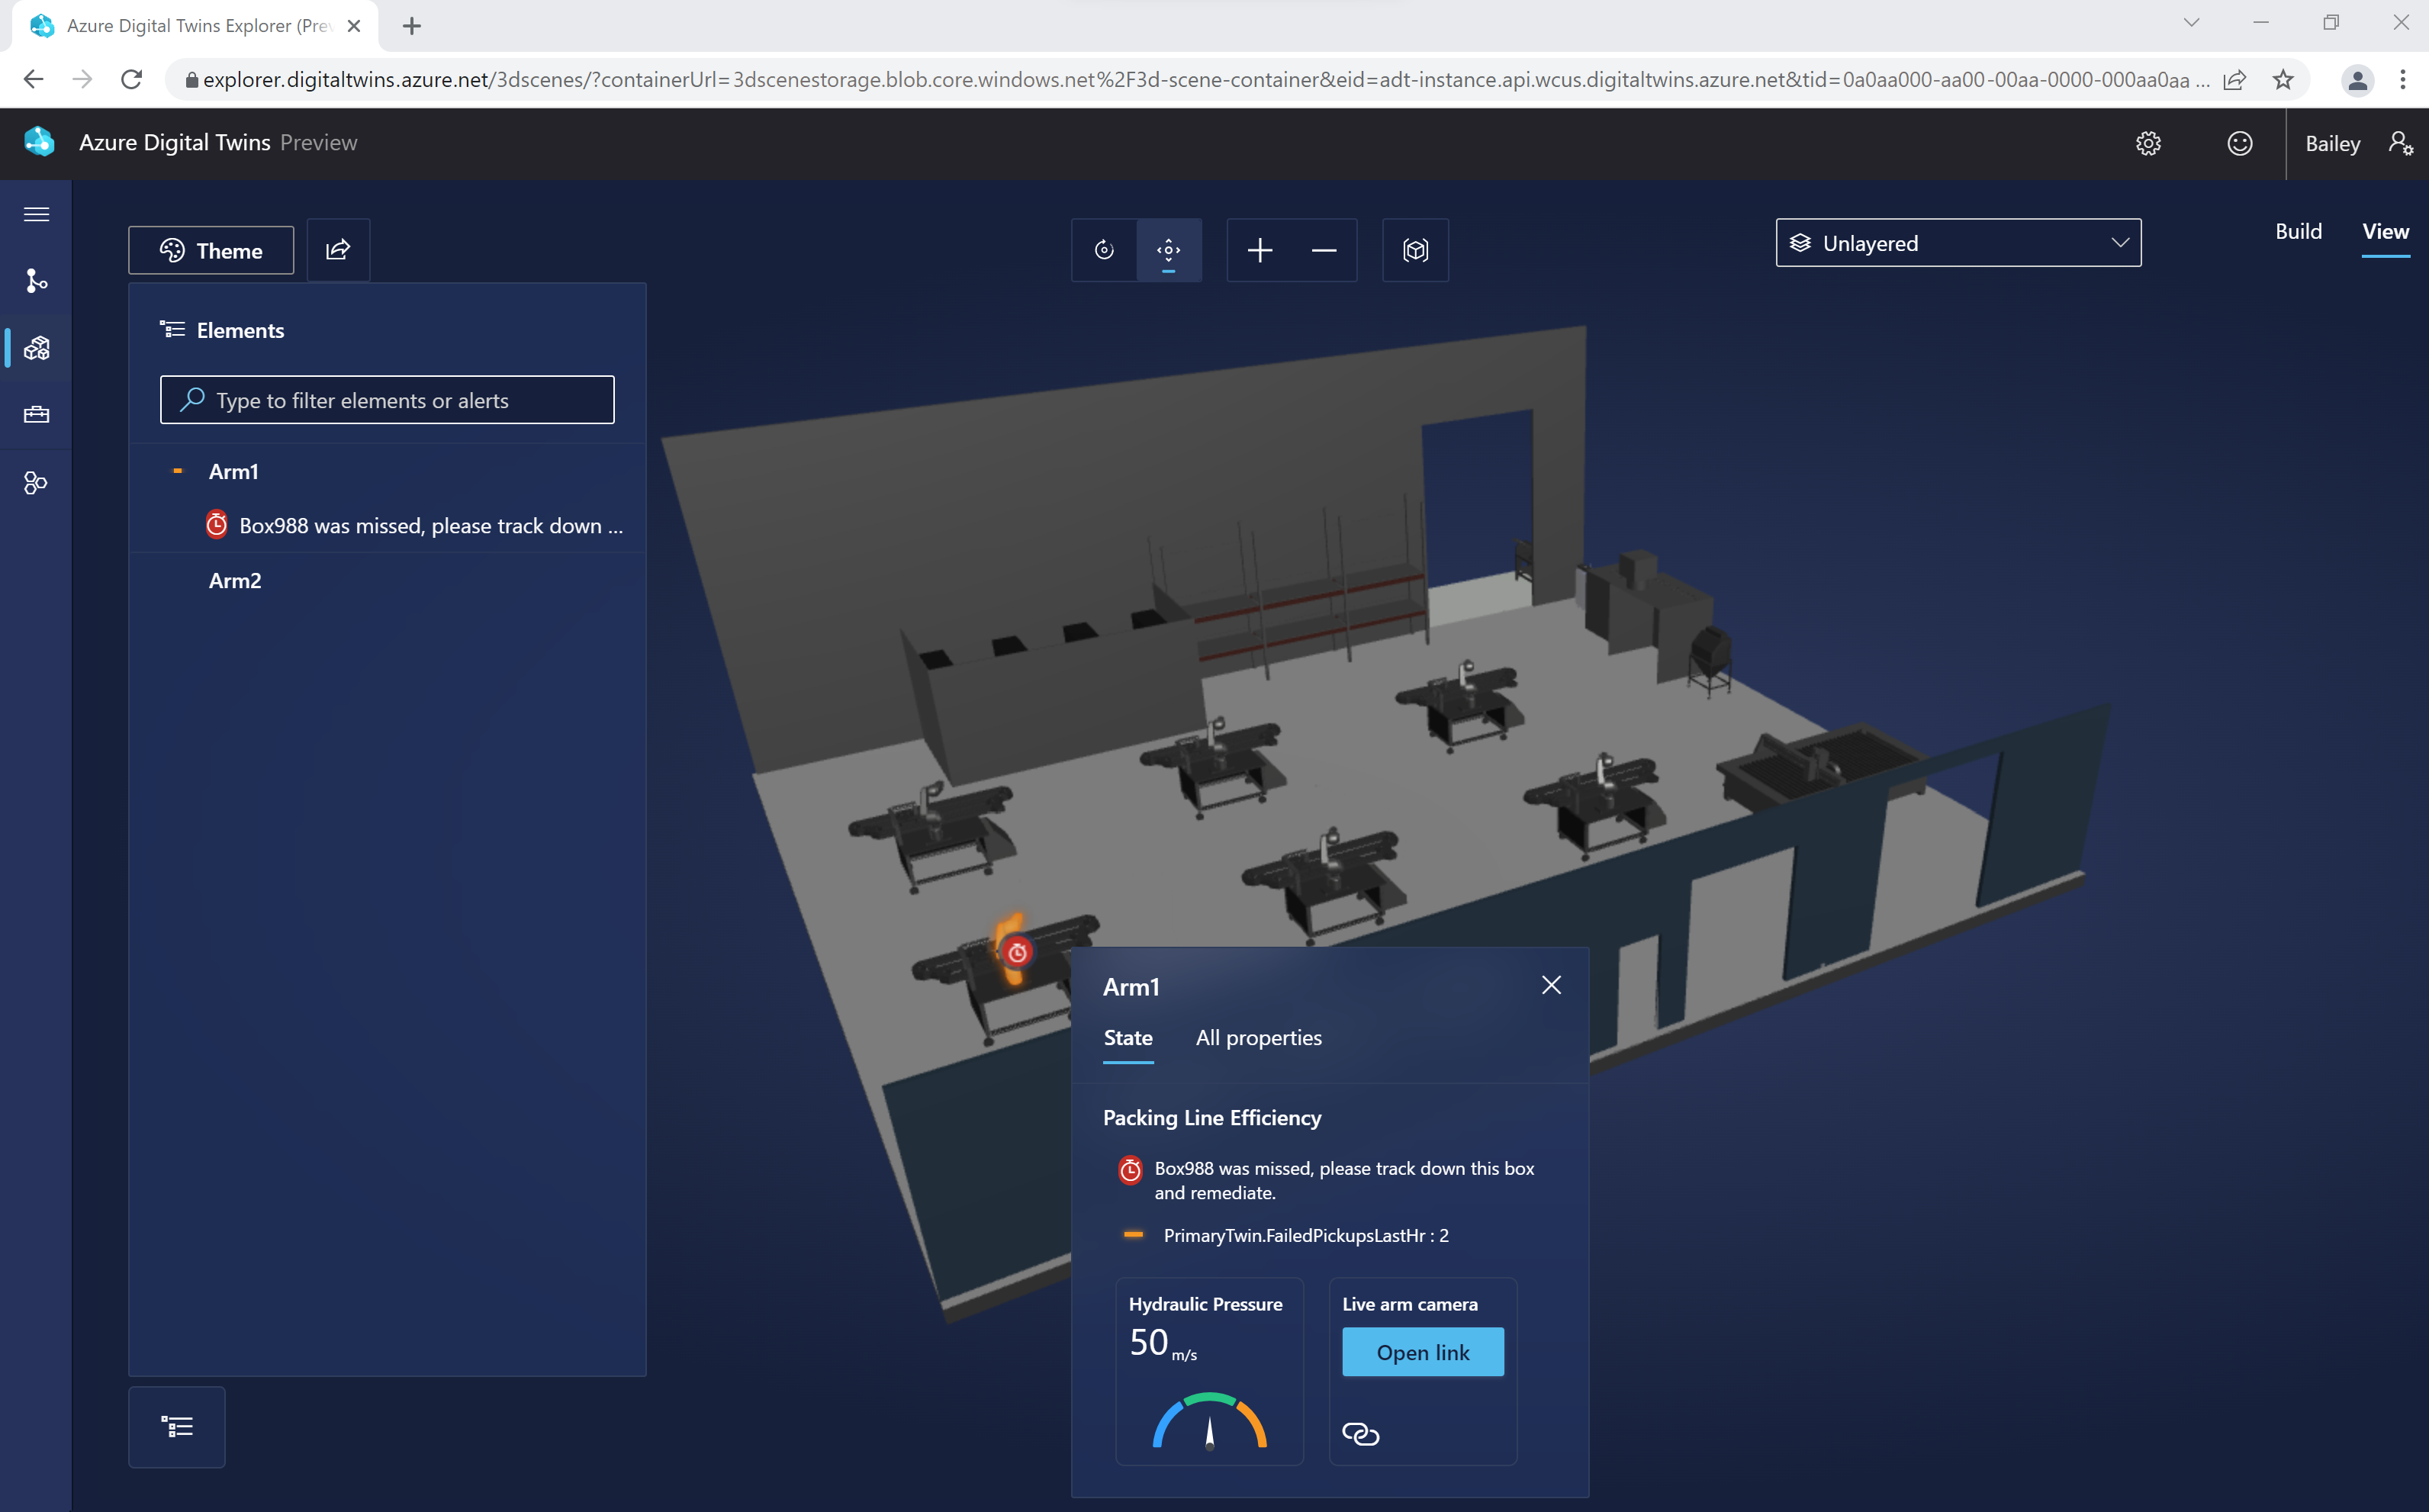 Azure Digital Twins Explorer (Prev
explorer.digitaltwins.azure.net/3dscenes/?containerUrl=3dscenestorage.blob.core.windows.net%2F3d-scene-container&eid=adt-instance.api.wcus.digitaltwins.azure.net&tid=0a0aa000-aa00-00aa-0000-000aa0aa ...
Azure Digital Twins Preview
Bailey
Theme
Unlayered
Build
View
Elements
Type to filter elements or alerts
Arm1
Box988 was missed, please track down ...
Arm2
Arm1
State
All properties
Packing Line Efficiency
Box988 was missed, please track down this box
and remediate.
PrimaryTwin.FailedPickupsLastHr : 2
Hydraulic Pressure
50 m/s
Live arm camera
Open link